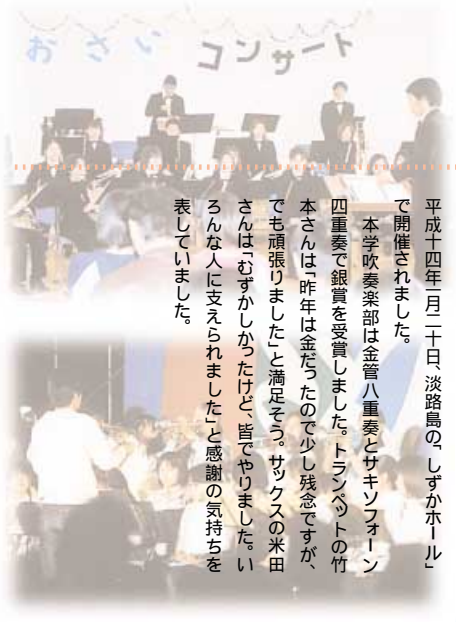 おさいコンサート
平成十四年一月二十日、淡路島の、「しずかホール」
で開催されました。
　本学吹奏楽部は金管八重奏とサキソフォーン
四重奏で銀賞を受賞しました。トランペットの竹
本さんは「昨年は金だったので少し残念ですが、
でも頑張りました」と満足そう。サックスの米田
さんは「むずかしかったけど、皆でやりました。い
ろんな人に支えられました」と感謝の気持ちを
表していました。